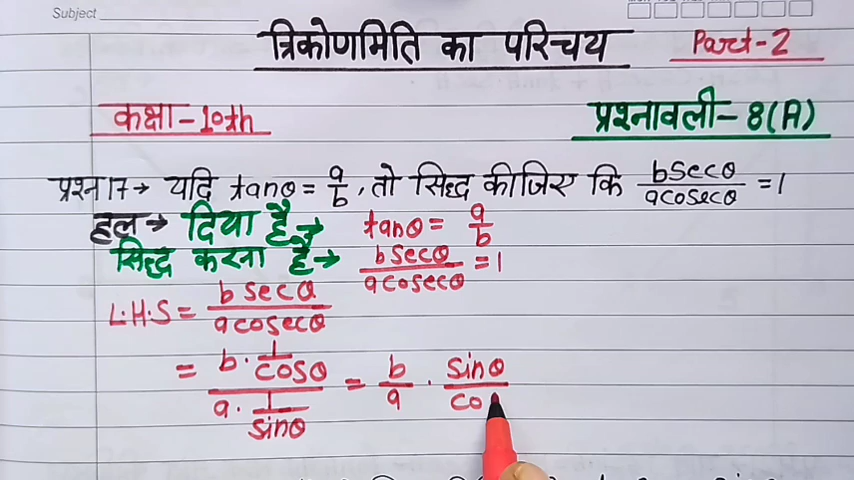 Subject
त्रिकोणमिति का परिचय Part-2
कक्षा-10th प्रश्नावली-8(A)
प्रश्न 17→ यदि tanθ = a/b, तो सिद्ध कीजिए कि bsecθ/acosecθ = 1
हल→ दिया है→ tanθ = a/b
सिद्ध करना है→ bsecθ/acosecθ = 1
L.H.S = bsecθ/acosecθ
= b·1/cosθ / a·1/sinθ = b/a · sinθ/co